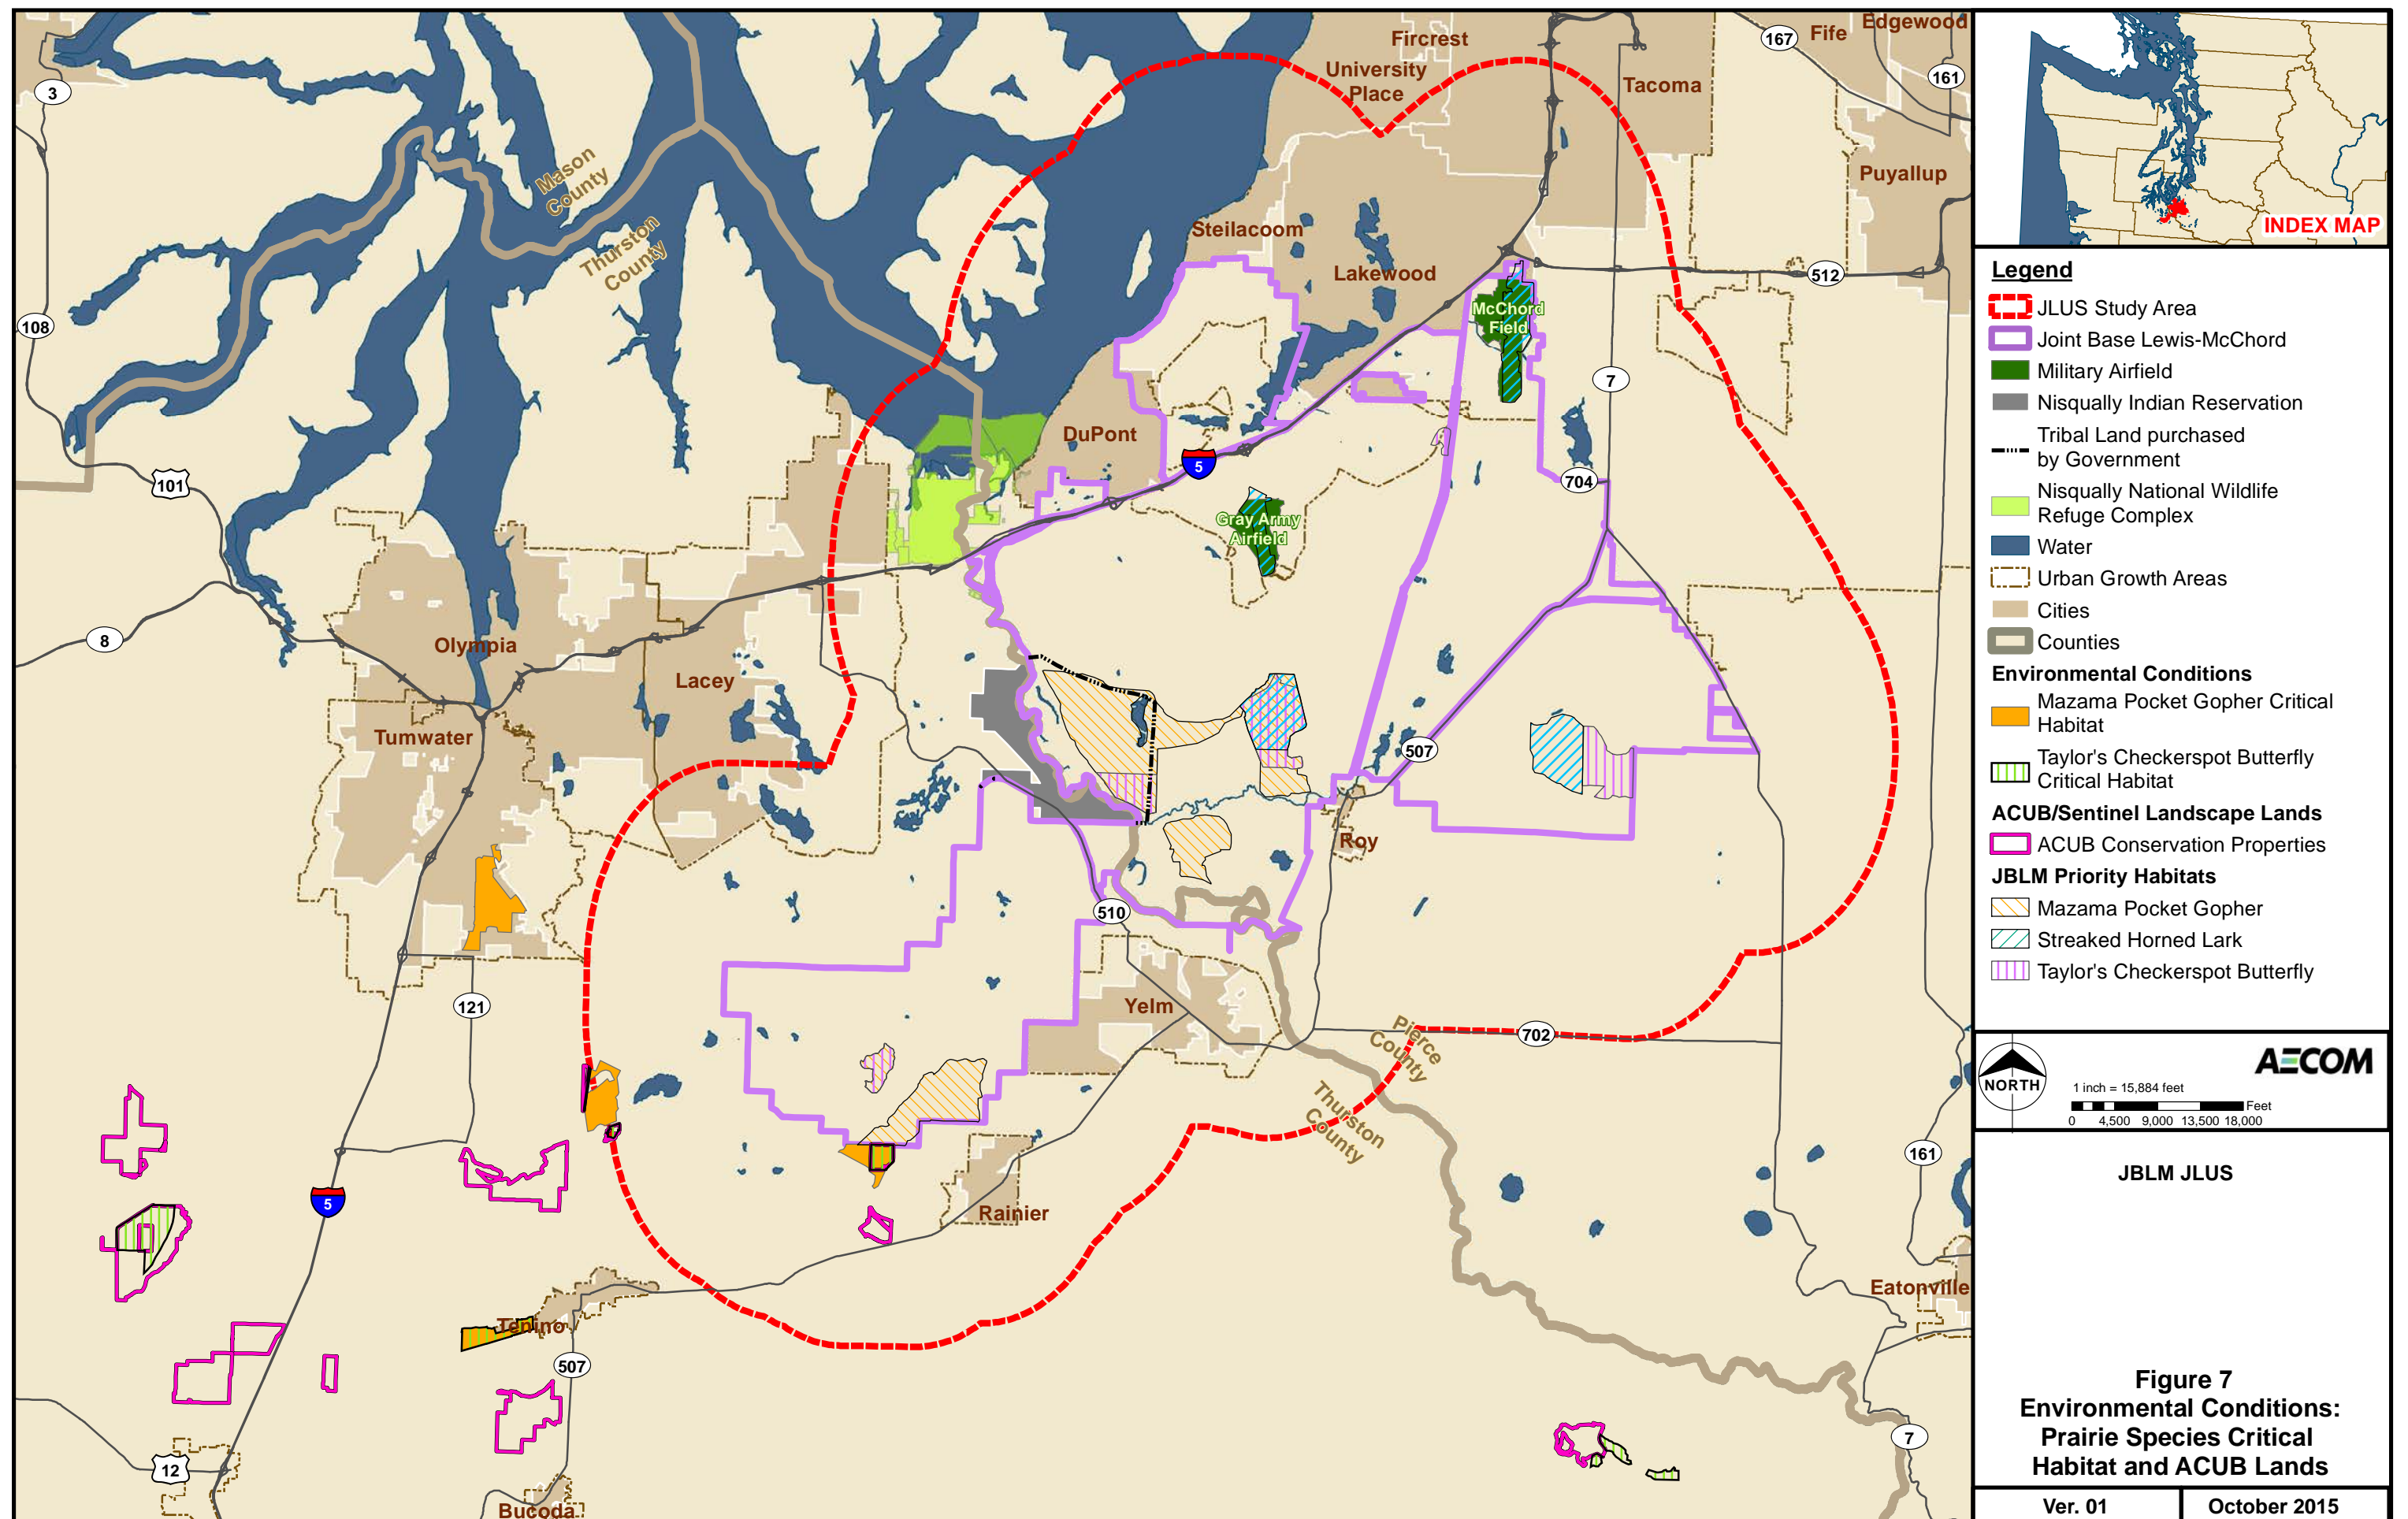 Fircrest
University
Place
Tacoma
167
Fife
Edgewood
161
3
Mason
County
Thurston
County
Puyallup
Steilacoom
Lakewood
McChord
Field
512
108
7
101
DuPont
5
704
Gray Army
Airfield
8
Olympia
Lacey
Tumwater
507
Roy
510
121
Yelm
Pierce
County
702
Thurston
County
5
Rainier
161
Tenino
507
Eatonville
12
Bucoda
7
INDEX MAP
Legend
JLUS Study Area
Joint Base Lewis-McChord
Military Airfield
Nisqually Indian Reservation
Tribal Land purchased
by Government
Nisqually National Wildlife
Refuge Complex
Water
Urban Growth Areas
Cities
Counties
Environmental Conditions
Mazama Pocket Gopher Critical
Habitat
Taylor's Checkerspot Butterfly
Critical Habitat
ACUB/Sentinel Landscape Lands
ACUB Conservation Properties
JBLM Priority Habitats
Mazama Pocket Gopher
Streaked Horned Lark
Taylor's Checkerspot Butterfly
NORTH
AECOM
1 inch = 15,884 feet
Feet
0 4,500 9,000 13,500 18,000
JBLM JLUS
Figure 7
Environmental Conditions:
Prairie Species Critical
Habitat and ACUB Lands
Ver. 01
October 2015